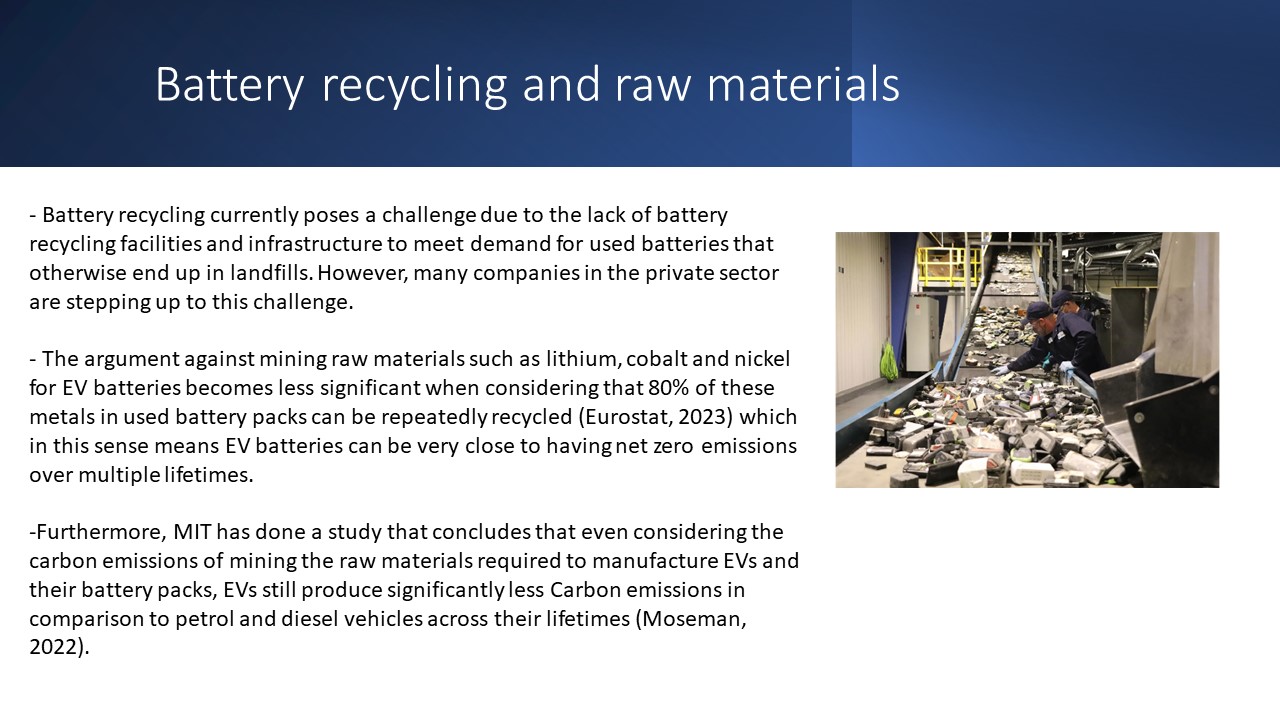 Battery recycling and raw materials
- Battery recycling currently poses a challenge due to the lack of battery
recycling facilities and infrastructure to meet demand for used batteries that
otherwise end up in landfills. However, many companies in the private sector
are stepping up to this challenge.
- The argument against mining raw materials such as lithium, cobalt and nickel
for EV batteries becomes less significant when considering that 80% of these
metals in used battery packs can be repeatedly recycled (Eurostat, 2023) which
in this sense means EV batteries can be very close to having net zero emissions
over multiple lifetimes.
-Furthermore, MIT has done a study that concludes that even considering the
carbon emissions of mining the raw materials required to manufacture EVs and
their battery packs, EVs still produce significantly less Carbon emissions in
comparison to petrol and diesel vehicles across their lifetimes (Moseman,
2022).